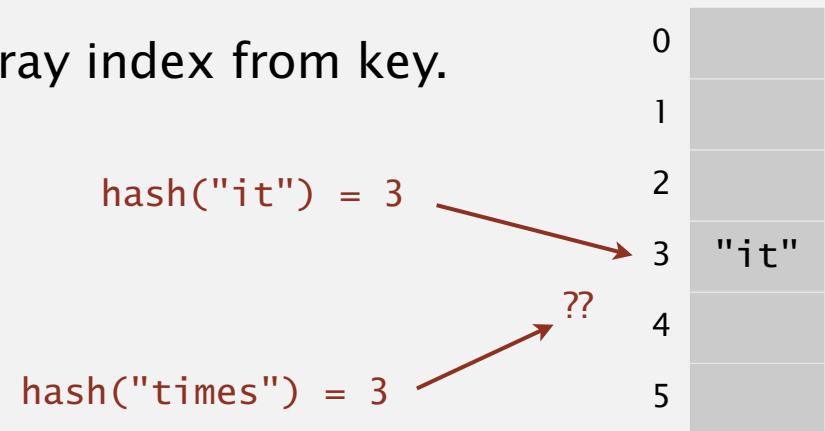 ray index from key.
0
1
hash("it") = 3
2
3 "it"
??
4
hash("times") = 3
5